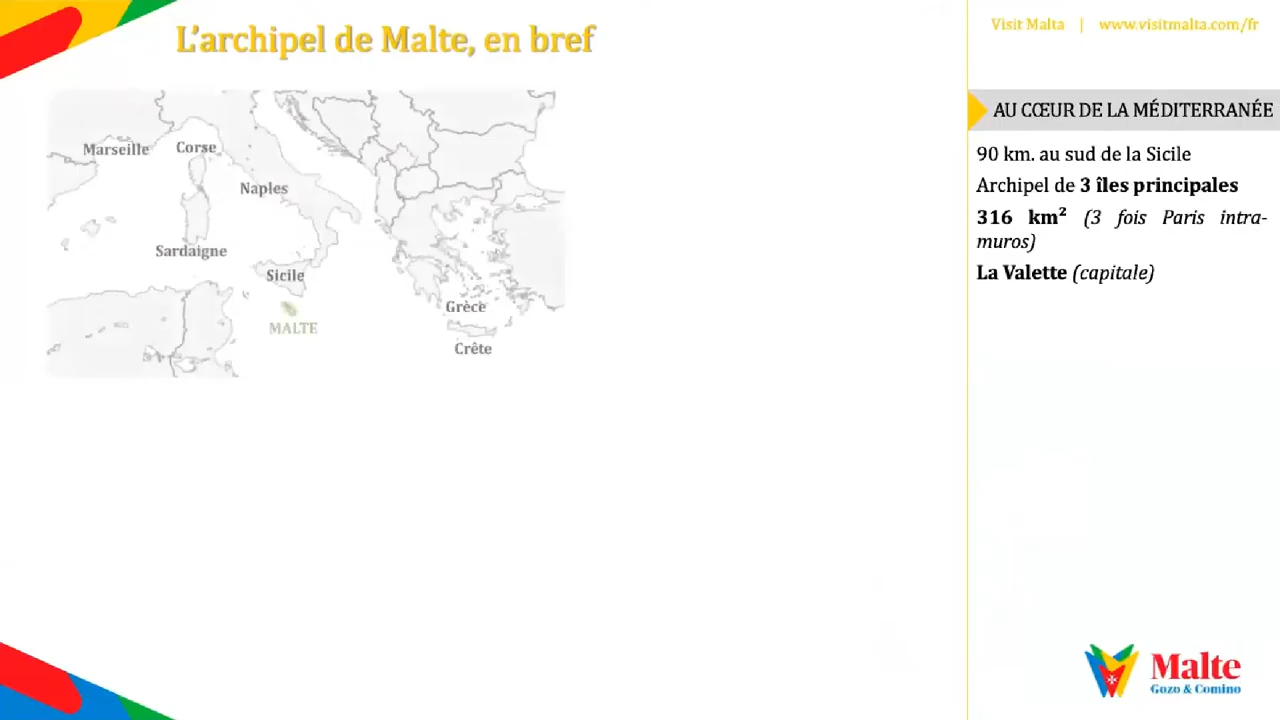 L'archipel de Malte, en bref
Visit Malta | www.visitmalta.com/fr
Marseille
Corse
Naples
Sardaigne
Sicile
MALTE
Grèce
Crête
AU CŒUR DE LA MÉDITERRANÉE
90 km. au sud de la Sicile
Archipel de 3 îles principales
316 km² (3 fois Paris intra-
muros)
La Valette (capitale)
Malte
Gozo & Comino